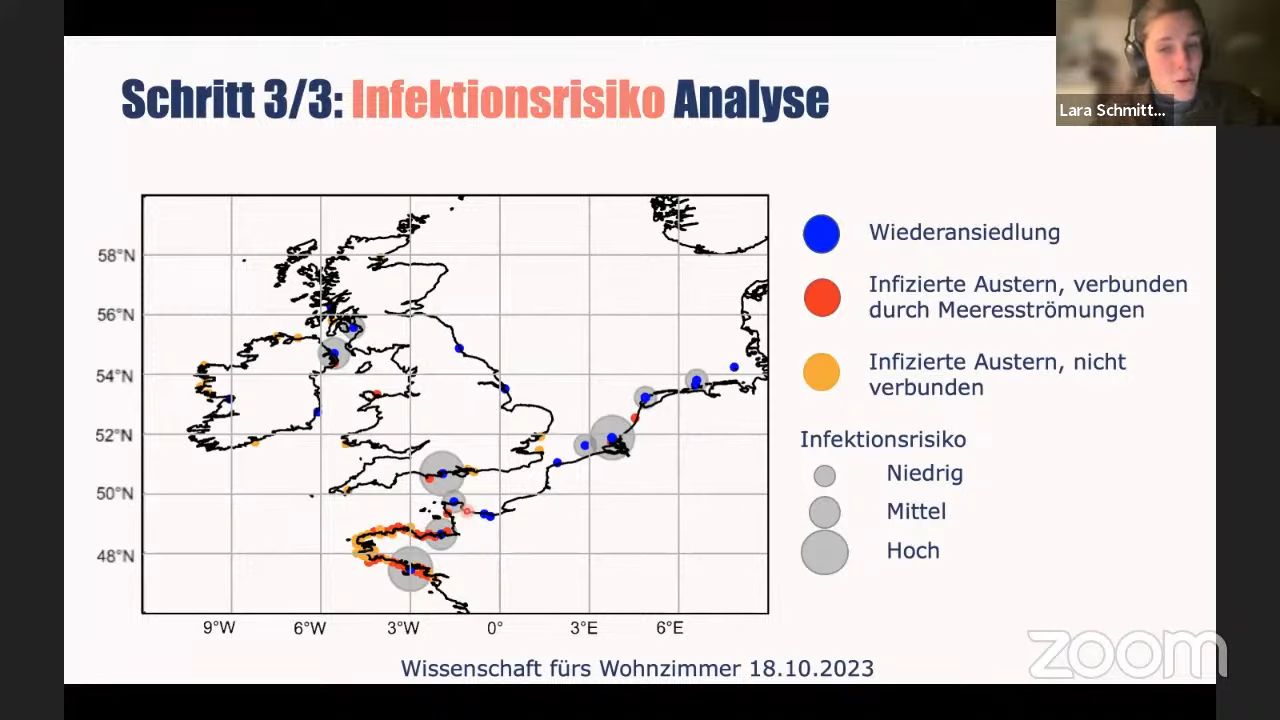 Schritt 3/3: Infektionsrisiko Analyse
Lara Schmitt...
58°N
56°N
54°N
52°N
50°N
48°N
9°W
6°W
3°W
0°
3°E
6°E
Wiederansiedlung
Infizierte Austern, verbunden
durch Meeresströmungen
Infizierte Austern, nicht
verbunden
Infektionsrisiko
Niedrig
Mittel
Hoch
Wissenschaft fürs Wohnzimmer 18.10.2023
zoom